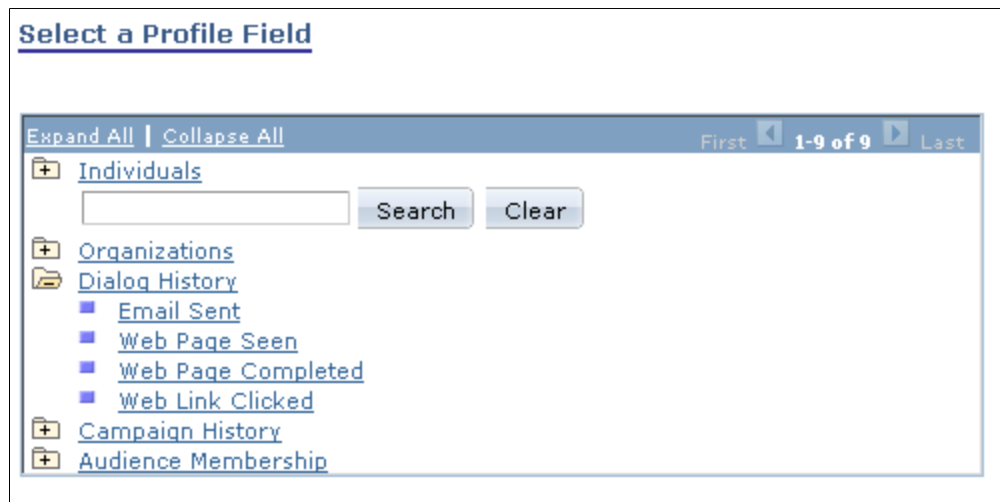 Select a Profile Field
Expand All | Collapse All First 1-9 of 9 Last
Individuals
Search Clear
Organizations
Dialog History
Email Sent
Web Page Seen
Web Page Completed
Web Link Clicked
Campaign History
Audience Membership